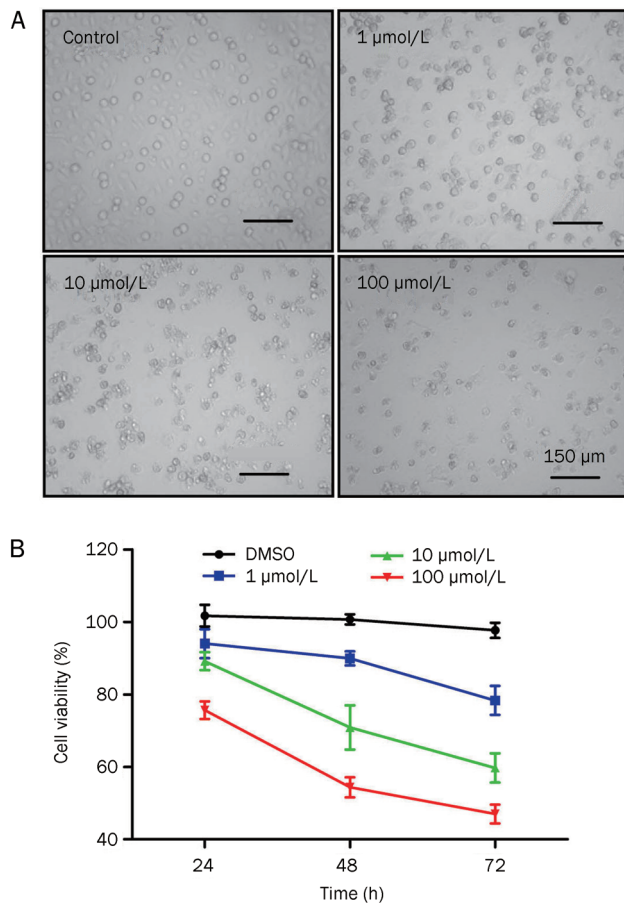 A
Control
1 μmol/L
10 μmol/L
100 μmol/L
150 μm
B
120
100
80
60
40
Cell viability (%)
DMSO
1 μmol/L
10 μmol/L
100 μmol/L
24
48
72
Time (h)